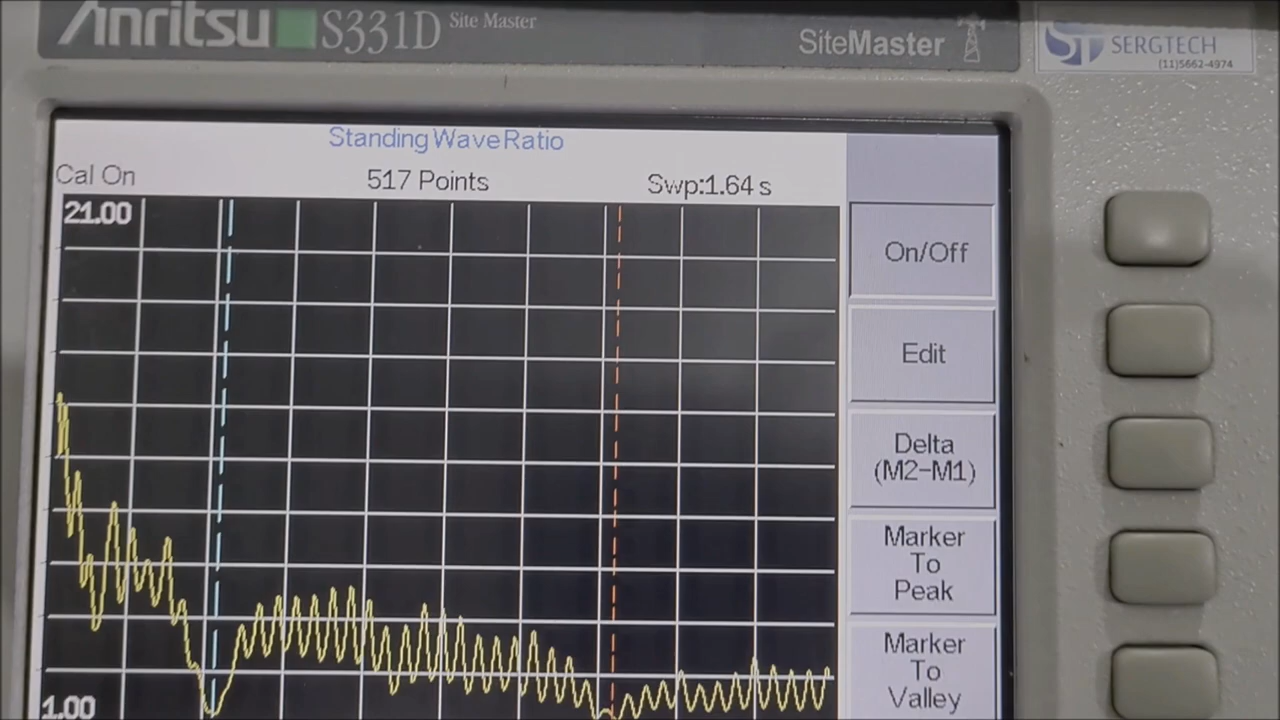 Anritsu S331D Site Master
SiteMaster
ST SERGTECH
(11)5662-4974
Standing Wave Ratio
Cal On
517 Points
Swp:1.64 s
21.00
On/Off
Edit
Delta
(M2-M1)
Marker
To
Peak
Marker
To
Valley
1.00